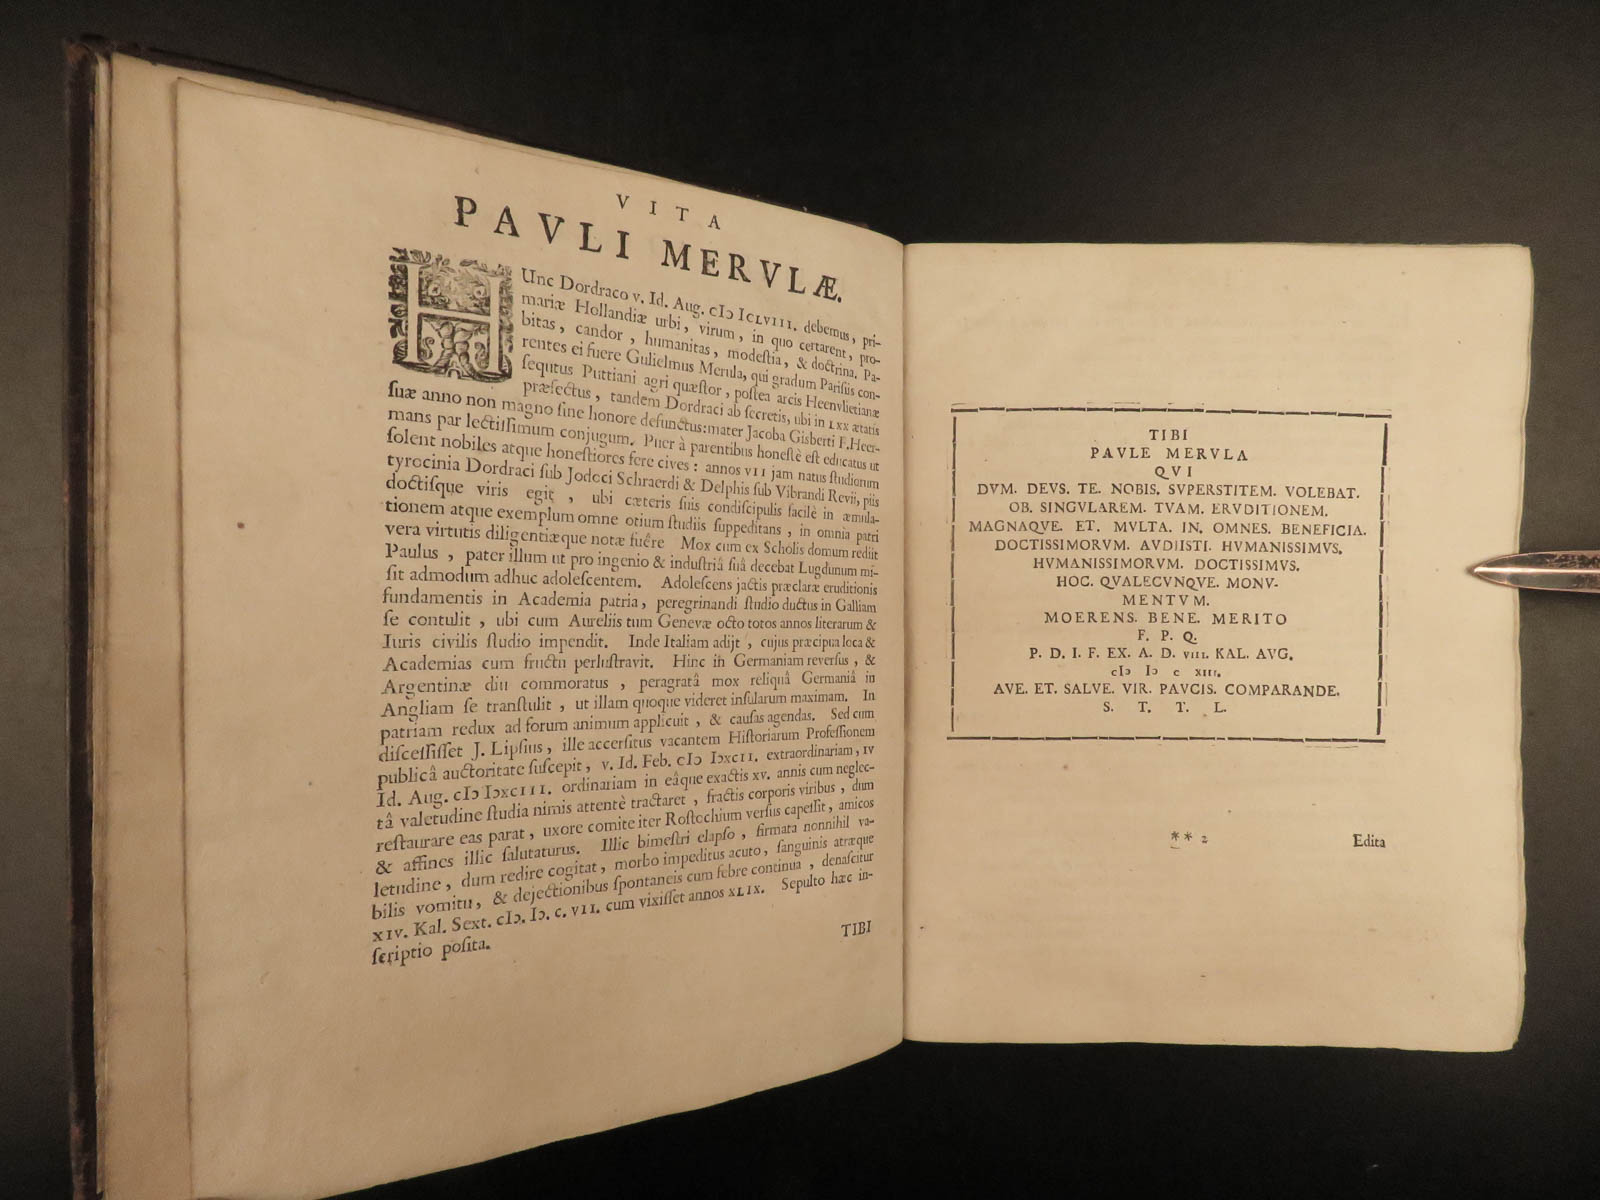 VITA
PAVLI MERVLÆ.
HUnc Dordraco v. Id. Aug. cIↃ IↃLVIII. debemus, pri-
mariæ Hollandiæ urbi, virum, in quo certarent, pro-
bitas, candor, humanitas, modeſtia, & doctrina. Pa-
rentes ei fuere Gulielmus Merula, qui gradum Pariſiis con-
ſequtus Puttiani agri quæſtor, poſtea arcis Heenvlietianæ
præfectus, tandem Dordraci ab ſecretis, ubi in LXX ætatis
ſuæ anno non magno ſine honore defunctus: mater Jacoba Giſberti F. Heer-
mans par lectiſſimum conjugum. Puer à parentibus honeſtè eſt educatus ut
ſolent nobiles atque honeſtiores fere cives: annos VII jam natus ſtudiorum
tyrocinia Dordraci ſub Jodoci Schraerdi & Delphis ſub Vibrandi Revii, piis
doctiſque viris egit, ubi cæteris ſuis condiſcipulis facilè in æmula-
tionem atque exemplum omne otium ſtudiis ſuppeditans, in omnia patri
vera virtutis diligentiæque notæ fuêre Mox cum ex Scholis domum rediit
Paulus, pater illum ut pro ingenio & induſtriâ ſuâ decebat Lugdunum mi-
ſit admodum adhuc adoleſcentem. Adoleſcens jactis præclaræ eruditionis
fundamentis in Academia patria, peregrinandi ſtudio ductus in Galliam
ſe contulit, ubi cum Aureliis tum Genevæ octo totos annos literarum &
Iuris civilis ſtudio impendit. Inde Italiam adijt, cujus præcipua loca &
Academias cum fructu perluſtravit. Hinc in Germaniam reverſus, &
Argentinæ diu commoratus, peragratâ mox reliquâ Germaniâ in
Angliam ſe tranſtulit, ut illam quoque videret inſularum maximam. In
patriam redux ad forum animum applicuit, & cauſas agendas. Sed cum
diſceſſiſſet J. Lipſius, ille accerſitus vacantem Hiſtoriarum Profeſſionem
publicâ auctoritate ſuſcepit, v. Id. Feb. cIↃ IↃXCII. extraordinariam, IV
Id. Aug. cIↃ IↃXCIII. ordinariam in eâque exactis XV. annis cum neglec-
tâ valetudine ſtudia nimis attentè tractaret, fractis corporis viribus, dum
reſtaurare eas parat, uxore comite iter Roſtochium verſus capeſſit, amicos
& affines illic ſalutaturus. Illic bimeſtri elapſo, firmata nonnihil va-
letudine, dum redire cogitat, morbo impeditus acuto, ſanguinis atræque
bilis vomitu, & dejectionibus ſpontaneis cum febre continua, denaſcitur
XIV. Kal. Sext. cIↃ. IↃ. C. VII. cum vixiſſet annos XLIX. Sepulto hæc in-
ſcriptio poſita.
TIBI
TIBI
PAVLE MERVLA
QVI
DVM. DEVS. TE. NOBIS. SVPERSTITEM. VOLEBAT.
OB. SINGVLAREM. TVAM. ERVDITIONEM.
MAGNAQVE. ET. MVLTA. IN. OMNES. BENEFICIA.
DOCTISSIMORVM. AVDIISTI. HVMANISSIMVS.
HVMANISSIMORVM. DOCTISSIMVS.
HOC. QVALECVNQVE. MONV-
MENTVM.
MOERENS. BENE. MERITO
F. P. Q.
P. D. I. F. EX. A. D. VIII. KAL. AVG.
cIↃ IↃ C XIII.
AVE. ET. SALVE. VIR. PAVCIS. COMPARANDE.
S. T. T. L.
** 2
Edita